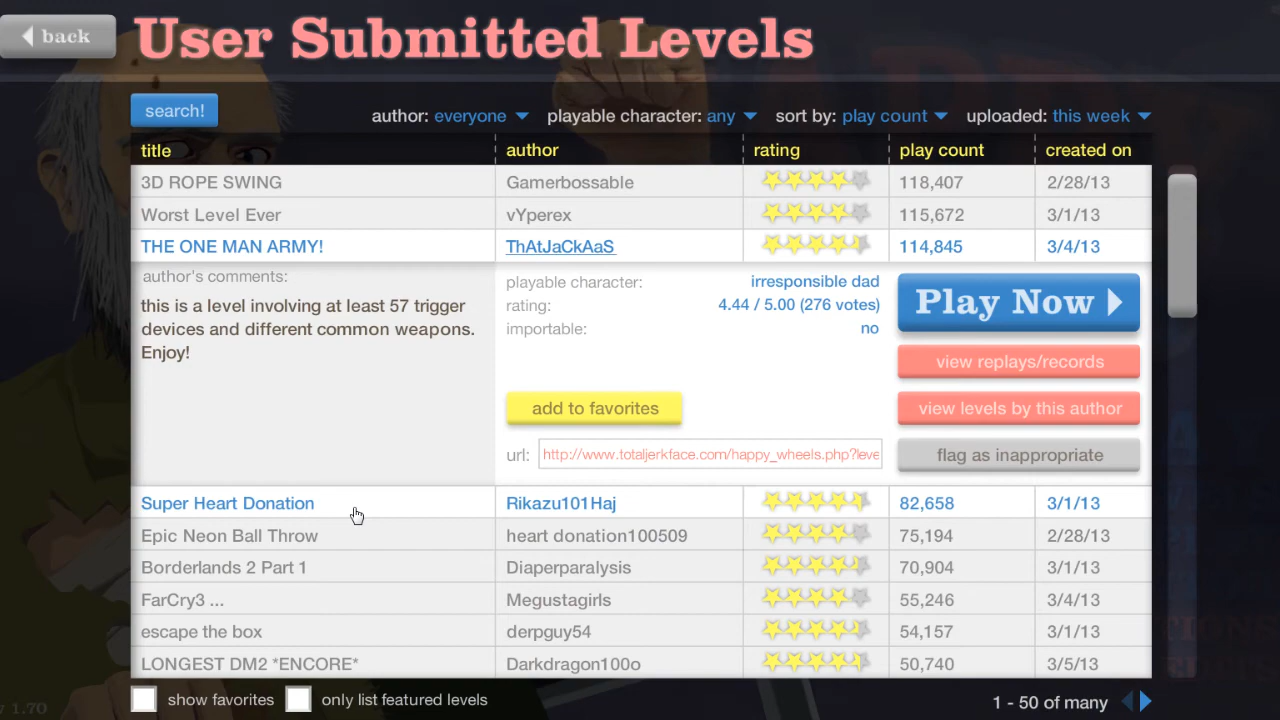 back
User Submitted Levels
search!
author: everyone playable character: any sort by: play count uploaded: this week
title author rating play count created on
3D ROPE SWING Gamerbossable 118,407 2/28/13
Worst Level Ever vYperex 115,672 3/1/13
THE ONE MAN ARMY! ThAtJaCkAaS 114,845 3/4/13
author's comments:
this is a level involving at least 57 trigger
devices and different common weapons.
Enjoy!
playable character: irresponsible dad
rating: 4.44 / 5.00 (276 votes)
importable: no
add to favorites
url: http://www.totaljerkface.com/happy_wheels.php?leve
Play Now
view replays/records
view levels by this author
flag as inappropriate
Super Heart Donation Rikazu101Haj 82,658 3/1/13
Epic Neon Ball Throw heart donation100509 75,194 2/28/13
Borderlands 2 Part 1 Diaperparalysis 70,904 3/1/13
FarCry3 ... Megustagirls 55,246 3/4/13
escape the box derpguy54 54,157 3/1/13
LONGEST DM2 *ENCORE* Darkdragon100o 50,740 3/5/13
show favorites only list featured levels 1 - 50 of many
v 1.70